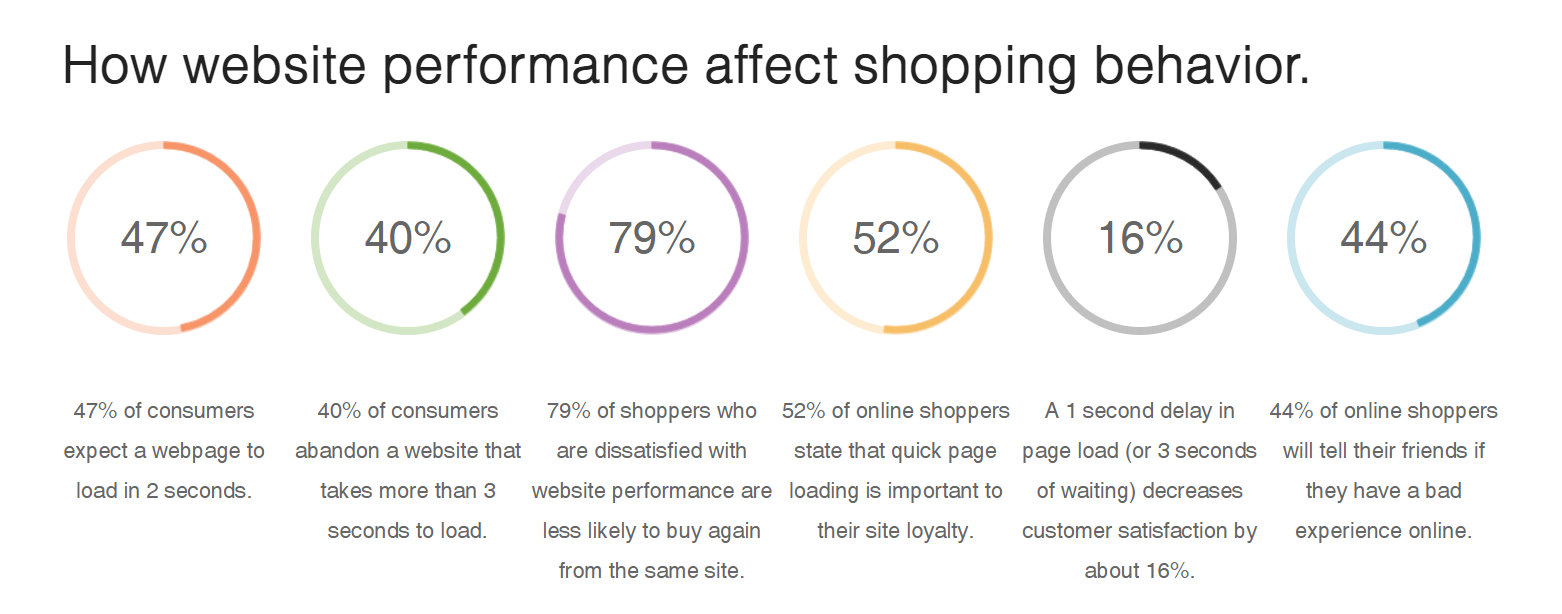 How website performance affect shopping behavior.
47%
40%
79%
52%
16%
44%
47% of consumers
expect a webpage to
load in 2 seconds.
40% of consumers
abandon a website that
takes more than 3
seconds to load.
79% of shoppers who
are dissatisfied with
website performance are
less likely to buy again
from the same site.
52% of online shoppers
state that quick page
loading is important to
their site loyalty.
A 1 second delay in
page load (or 3 seconds
of waiting) decreases
customer satisfaction by
about 16%.
44% of online shoppers
will tell their friends if
they have a bad
experience online.